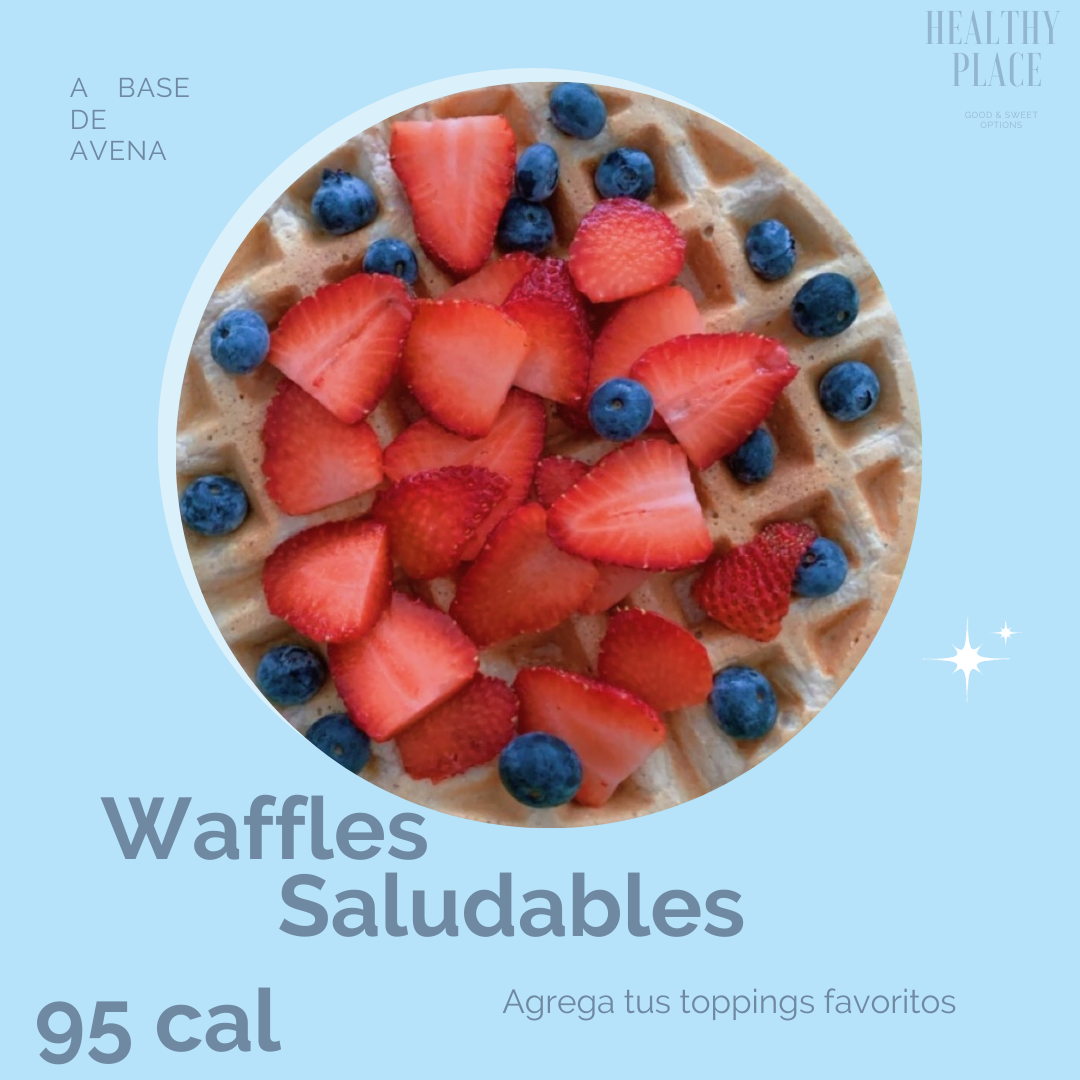 HEALTHY
PLACE
GOOD & SWEET
OPTIONS
A BASE
DE
AVENA
Waffles
Saludables
95 cal
Agrega tus toppings favoritos